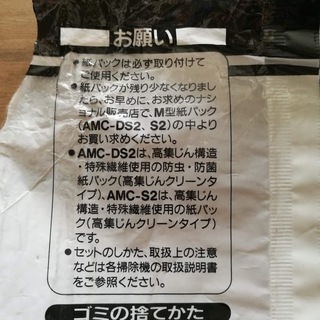 お願い
●紙パックは必ず取り付けて
ご使用ください。
●紙パックが残り少なくなりまし
たら、お早めに、お求めのナショ
ナル販売店で、M型紙パック
(AMC-DS2、S2)の中より
お買い求めください。
●AMC-DS2は、高集じん構造
・特殊繊維使用の防虫・防菌
紙パック(高集じんクリーンタ
イプ)、AMC-S2は、高集じん
構造・特殊繊維使用の紙パッ
ク(高集じんクリーンタイプ)
です。
●セットのしかた、取扱上の注意
などは各掃除機の取扱説明書
をご参照ください。
ゴミの捨てかた